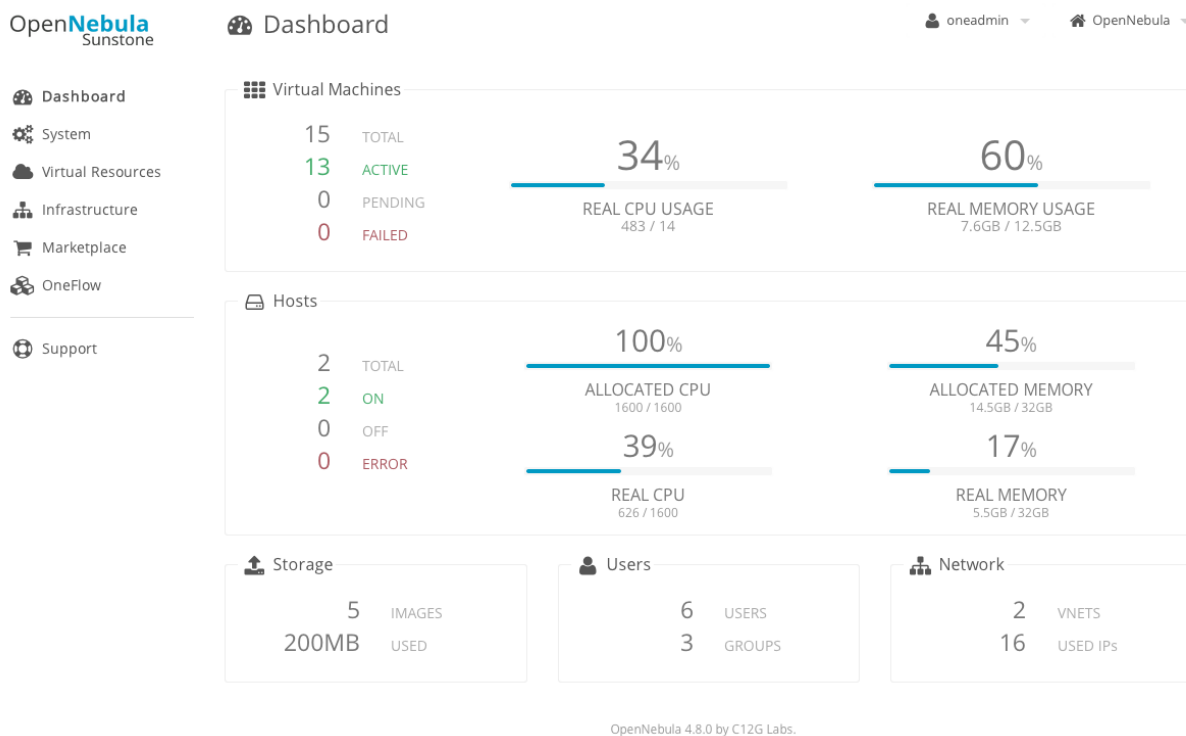 OpenNebula
Sunstone
Dashboard
oneadmin
OpenNebula
Dashboard
System
Virtual Resources
Infrastructure
Marketplace
OneFlow
Support
Virtual Machines
15 TOTAL
13 ACTIVE
0 PENDING
0 FAILED
34%
REAL CPU USAGE
483 / 14
60%
REAL MEMORY USAGE
7.6GB / 12.5GB
Hosts
2 TOTAL
2 ON
0 OFF
0 ERROR
100%
ALLOCATED CPU
1600 / 1600
45%
ALLOCATED MEMORY
14.5GB / 32GB
39%
REAL CPU
626 / 1600
17%
REAL MEMORY
5.5GB / 32GB
Storage
5 IMAGES
200MB USED
Users
6 USERS
3 GROUPS
Network
2 VNETS
16 USED IPs
OpenNebula 4.8.0 by C12G Labs.